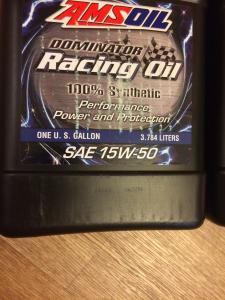 AMSOIL
DOMINATOR
Racing Oil
100% Synthetic
Performance,
Power and Protection
ONE U. S. GALLON 3.784 LITERS
SAE 15W-50